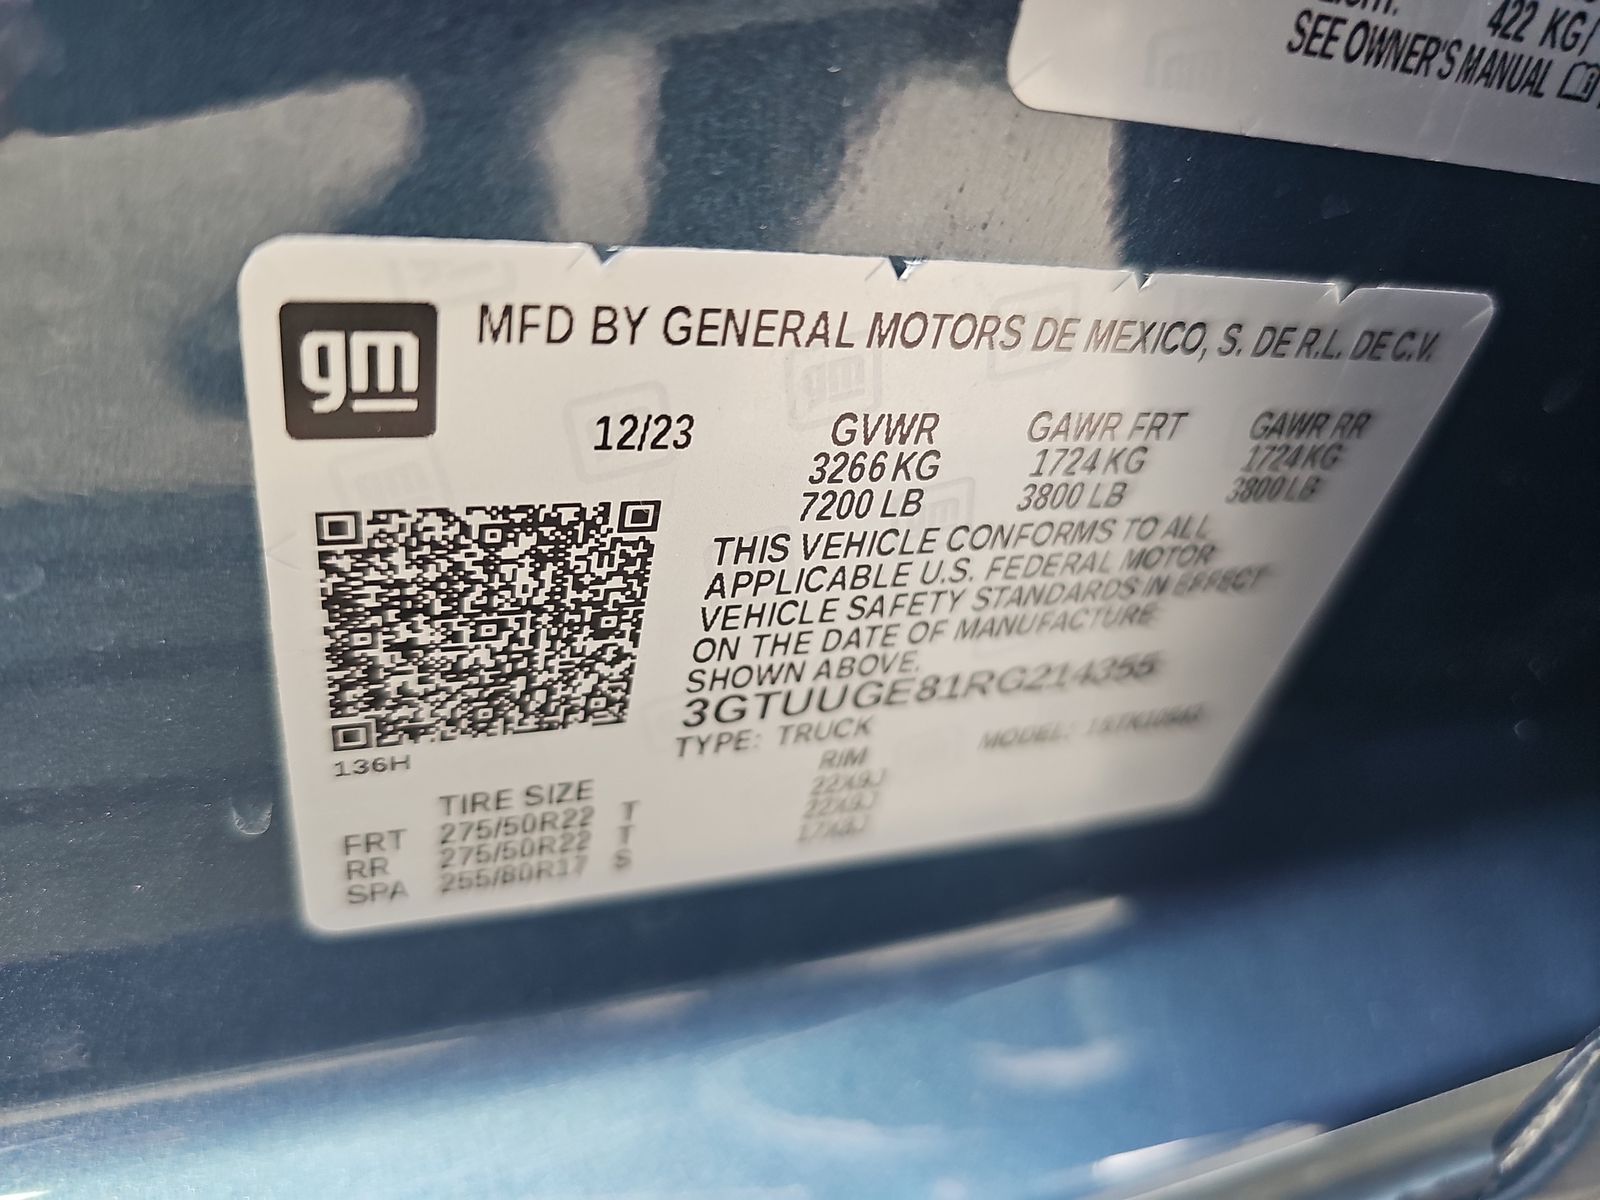 422 KG/
SEE OWNER'S MANUAL
gm
MFD BY GENERAL MOTORS DE MEXICO, S. DE R.L. DE C.V.
12/23
GVWR GAWR FRT GAWR RR
3266 KG 1724 KG 1724 KG
7200 LB 3800 LB 3800 LB
THIS VEHICLE CONFORMS TO ALL
APPLICABLE U.S. FEDERAL MOTOR
VEHICLE SAFETY STANDARDS IN EFFECT
ON THE DATE OF MANUFACTURE
SHOWN ABOVE.
3GTUUGE81RG214355
TYPE: TRUCK MODEL:
136H
TIRE SIZE RIM
FRT 275/50R22 T 22X9J
RR 275/50R22 T 22X9J
SPA 255/80R17 S 17X8J